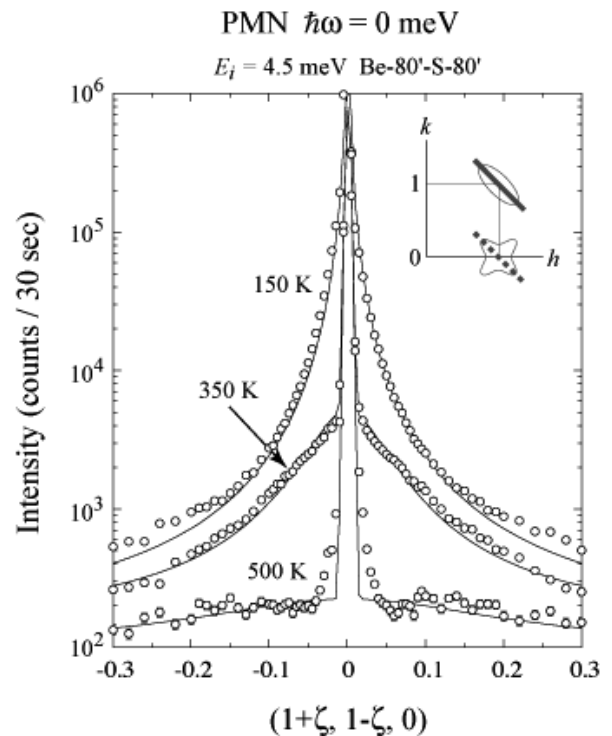 PMN ħω = 0 meV
E_i = 4.5 meV Be-80'-S-80'
10^6
10^5
10^4
10^3
10^2
Intensity (counts / 30 sec)
k
1
0
h
150 K
350 K
500 K
-0.3
-0.2
-0.1
0
0.1
0.2
0.3
(1+ζ, 1-ζ, 0)